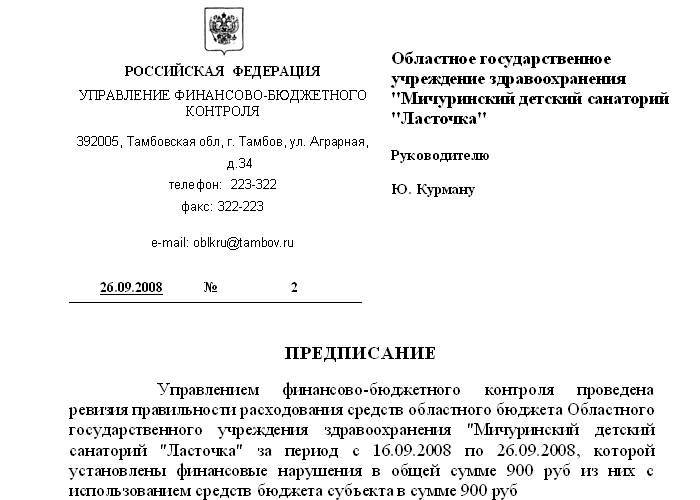 РОССИЙСКАЯ ФЕДЕРАЦИЯ
УПРАВЛЕНИЕ ФИНАНСОВО-БЮДЖЕТНОГО
КОНТРОЛЯ
392005, Тамбовская обл, г. Тамбов, ул. Аграрная,
д.34
телефон: 223-322
факс: 322-223
e-mail: oblkru@tambov.ru
26.09.2008 № 2
Областное государственное
учреждение здравоохранения
"Мичуринский детский санаторий
"Ласточка"
Руководителю
Ю. Курману
ПРЕДПИСАНИЕ
Управлением финансово-бюджетного контроля проведена
ревизия правильности расходования средств областного бюджета Областного
государственного учреждения здравоохранения "Мичуринский детский
санаторий "Ласточка" за период с 16.09.2008 по 26.09.2008, которой
установлены финансовые нарушения в общей сумме 900 руб из них с
использованием средств бюджета субъекта в сумме 900 руб